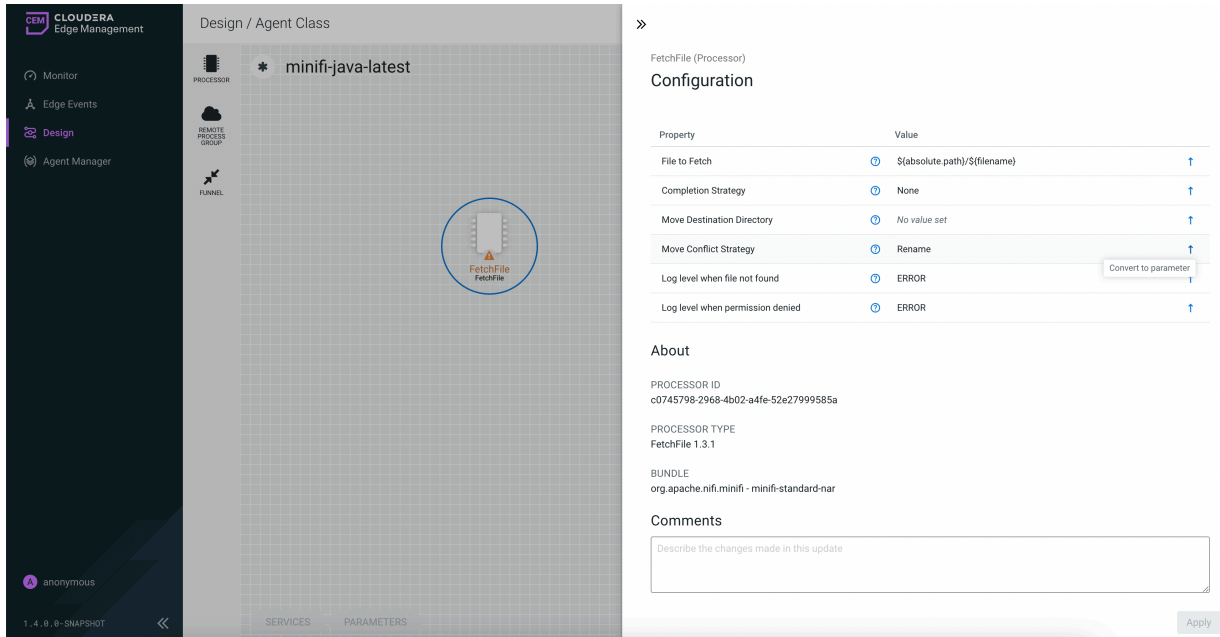 CEM CLOUDERA
Edge Management
Monitor
Edge Events
Design
Agent Manager
A anonymous
1.4.0.0-SNAPSHOT
Design / Agent Class
PROCESSOR
REMOTE
PROCESS
GROUP
FUNNEL
minifi-java-latest
FetchFile
FetchFile
SERVICES PARAMETERS
FetchFile (Processor)
Configuration
Property Value
File to Fetch ${absolute.path}/${filename}
Completion Strategy None
Move Destination Directory No value set
Move Conflict Strategy Rename
Convert to parameter
Log level when file not found ERROR
Log level when permission denied ERROR
About
PROCESSOR ID
c0745798-2968-4b02-a4fe-52e27999585a
PROCESSOR TYPE
FetchFile 1.3.1
BUNDLE
org.apache.nifi.minifi - minifi-standard-nar
Comments
Describe the changes made in this update
Apply